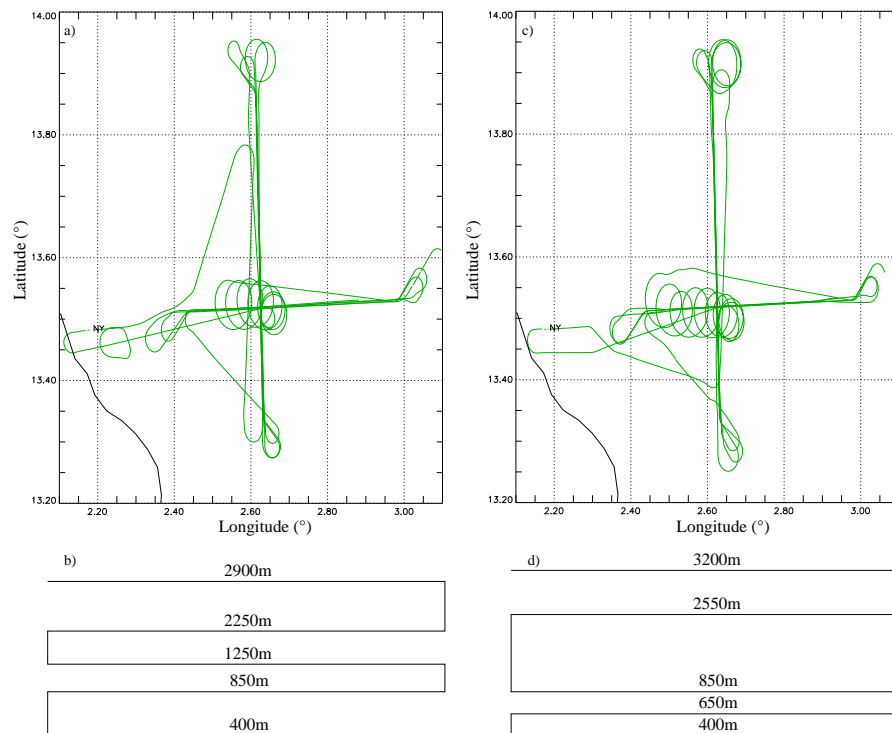 a)
14.00
13.80
13.60
13.40
13.20
Latitude (°)
NY
2.20
2.40
2.60
2.80
3.00
Longitude (°)
c)
14.00
13.80
13.60
13.40
13.20
Latitude (°)
NY
2.20
2.40
2.60
2.80
3.00
Longitude (°)
b)
2900m
2250m
1250m
850m
400m
d)
3200m
2550m
850m
650m
400m